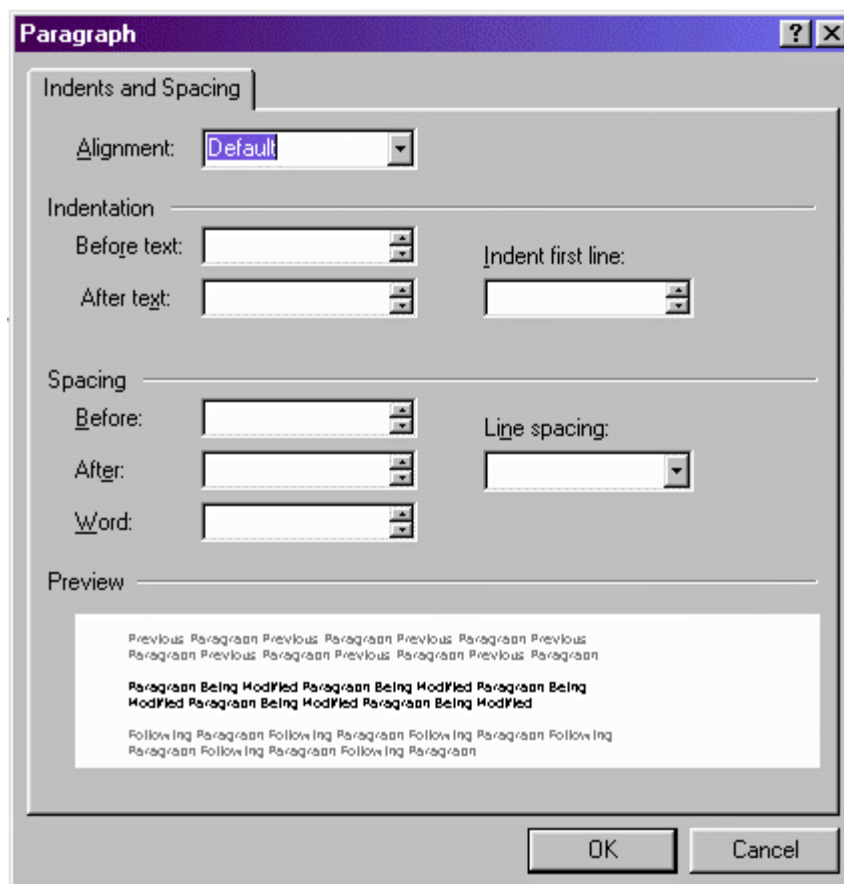 Paragraph
Indents and Spacing
Alignment: Default
Indentation
Before text:
Indent first line:
After text:
Spacing
Before:
Line spacing:
After:
Word:
Preview
Previous Paragraph Previous Paragraph Previous Paragraph Previous
Paragraph Previous Paragraph Previous Paragraph Previous Paragraph
Paragraph Being Modified Paragraph Being Modified Paragraph Being
Modified Paragraph Being Modified Paragraph Being Modified
Following Paragraph Following Paragraph Following Paragraph Following
Paragraph Following Paragraph Following Paragraph
OK Cancel